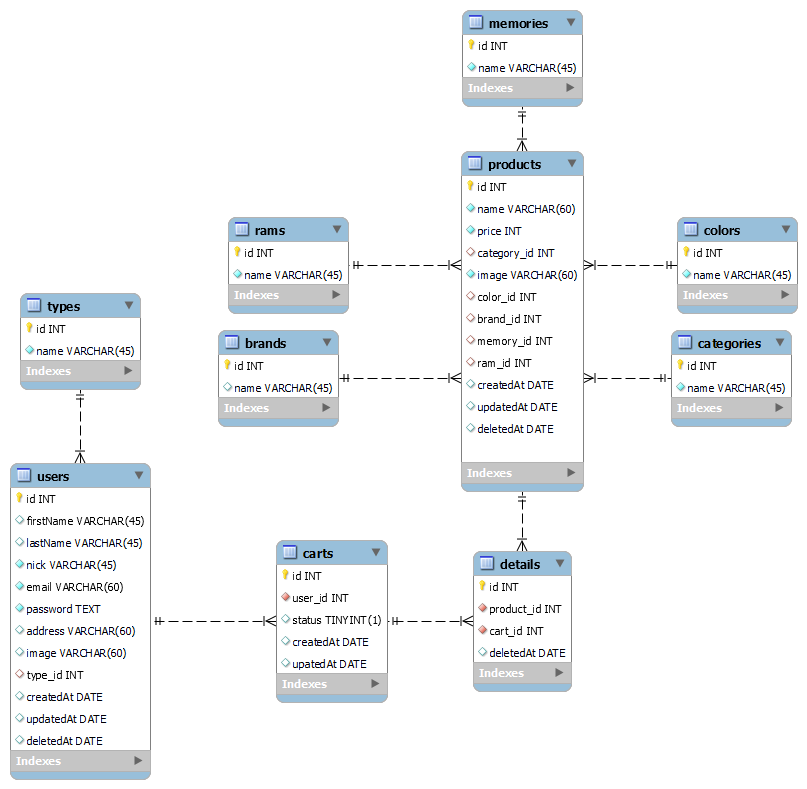 memories
id INT
name VARCHAR(45)
Indexes
products
id INT
name VARCHAR(60)
price INT
category_id INT
image VARCHAR(60)
color_id INT
brand_id INT
memory_id INT
ram_id INT
createdAt DATE
updatedAt DATE
deletedAt DATE
Indexes
rams
id INT
name VARCHAR(45)
Indexes
colors
id INT
name VARCHAR(45)
Indexes
types
id INT
name VARCHAR(45)
Indexes
brands
id INT
name VARCHAR(45)
Indexes
categories
id INT
name VARCHAR(45)
Indexes
users
id INT
firstName VARCHAR(45)
lastName VARCHAR(45)
nick VARCHAR(45)
email VARCHAR(60)
password TEXT
address VARCHAR(60)
image VARCHAR(60)
type_id INT
createdAt DATE
updatedAt DATE
deletedAt DATE
Indexes
carts
id INT
user_id INT
status TINYINT(1)
createdAt DATE
upatedAt DATE
Indexes
details
id INT
product_id INT
cart_id INT
deletedAt DATE
Indexes